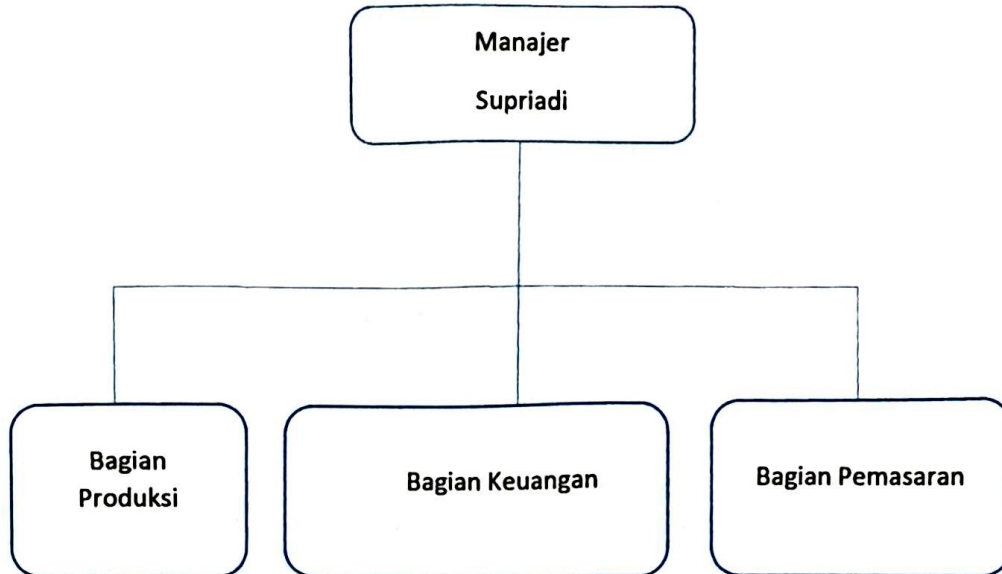 Manajer
Supriadi
Bagian
Produksi
Bagian Keuangan
Bagian Pemasaran